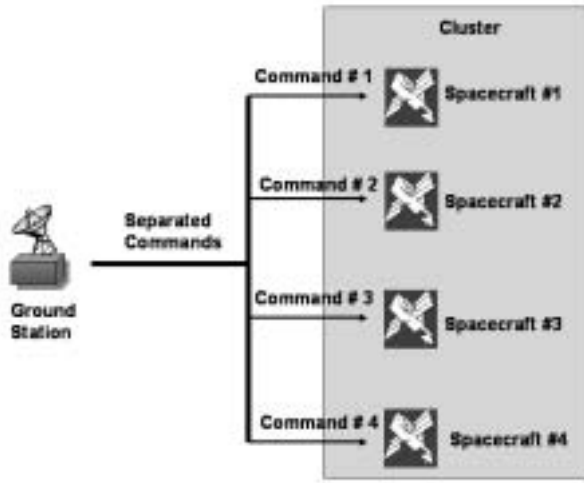 Cluster
Command # 1
Spacecraft #1
Command # 2
Spacecraft #2
Separated
Commands
Ground
Station
Command # 3
Spacecraft #3
Command # 4
Spacecraft #4